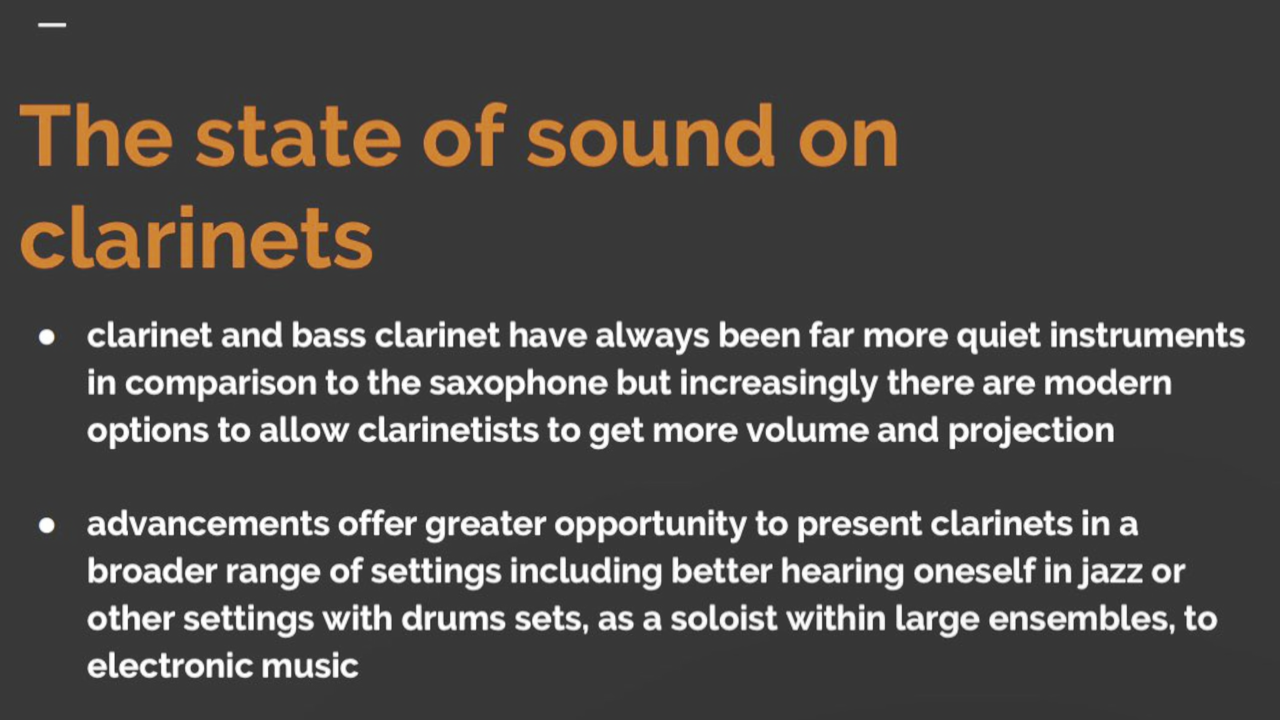 The state of sound on
clarinets
● clarinet and bass clarinet have always been far more quiet instruments
in comparison to the saxophone but increasingly there are modern
options to allow clarinetists to get more volume and projection
● advancements offer greater opportunity to present clarinets in a
broader range of settings including better hearing oneself in jazz or
other settings with drums sets, as a soloist within large ensembles, to
electronic music